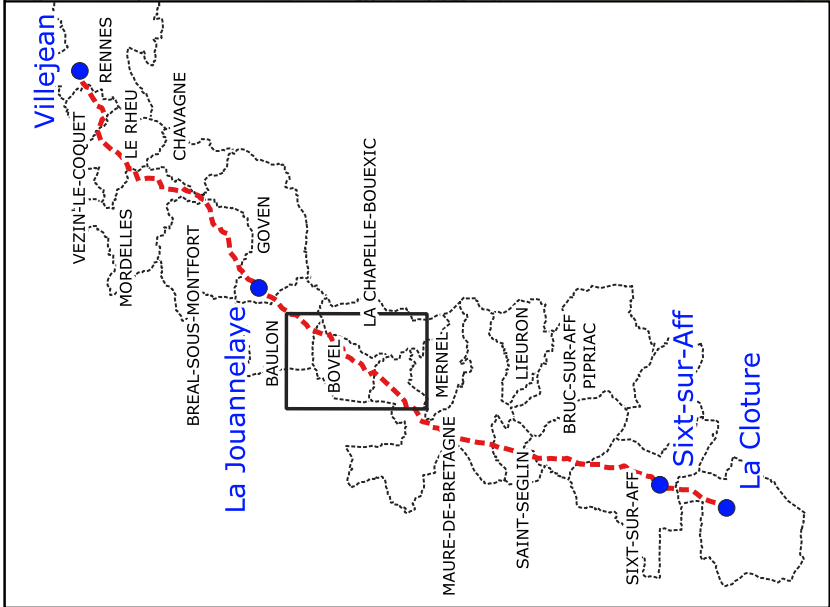 Villejean
RENNES
VEZIN-LE-COQUET
LE RHEU
CHAVAGNE
MORDELLES
BREAL-SOUS-MONTFORT
GOVEN
LA CHAPELLE-BOUEXIC
La Jouannelaye
BAULON
BOVEL
MERNEL
LIEURON
BRUC-SUR-AFF
PIPRIAC
MAURE-DE-BRETAGNE
SAINT-SEGLIN
SIXT-SUR-AFF
Sixt-sur-Aff
La Cloture